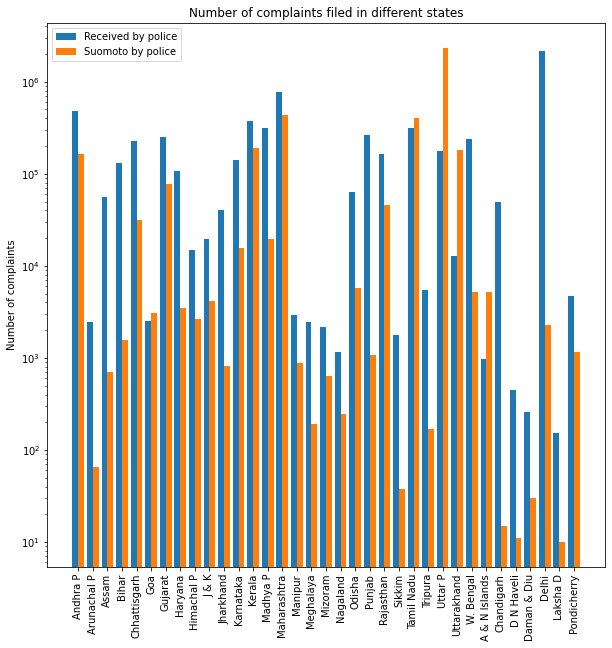 Number of complaints filed in different states
Received by police
Suomoto by police
Number of complaints
10⁶
10⁵
10⁴
10³
10²
10¹
Andhra P
Arunachal P
Assam
Bihar
Chhattisgarh
Goa
Gujarat
Haryana
Himachal P
J & K
Jharkhand
Karnataka
Kerala
Madhya P
Maharashtra
Manipur
Meghalaya
Mizoram
Nagaland
Odisha
Punjab
Rajasthan
Sikkim
Tamil Nadu
Tripura
Uttar P
Uttarakhand
W. Bengal
A & N Islands
Chandigarh
D N Haveli
Daman & Diu
Delhi
Laksha D
Pondicherry